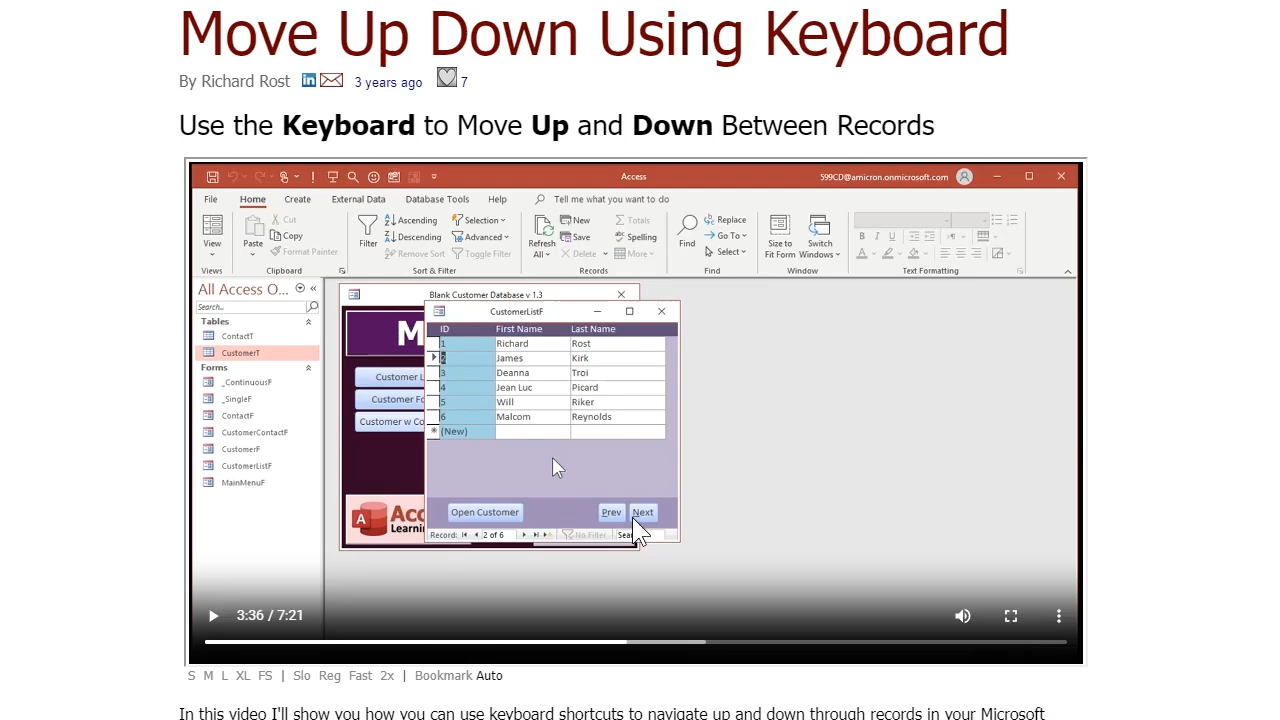 Move Up Down Using Keyboard
By Richard Rost 3 years ago 7
Use the Keyboard to Move Up and Down Between Records
Access 599CD@amicron.onmicrosoft.com
File Home Create External Data Database Tools Help Tell me what you want to do
View
Views
Paste
Cut
Copy
Format Painter
Clipboard
Filter
Ascending
Descending
Remove Sort
Selection
Advanced
Toggle Filter
Sort & Filter
Refresh
All
New
Save
Delete
Totals
Spelling
More
Records
Find
Replace
Go To
Select
Find
Size to
Fit Form
Switch
Windows
Window
B I U
A
Text Formatting
All Access O...
Search...
Tables
ContactT
CustomerT
Forms
_ContinuousF
_SingleF
ContactF
CustomerContactF
CustomerF
CustomerListF
MainMenuF
Blank Customer Database v 1.3
M
Customer L
Customer Fo
Customer w Co
A Acc
Learnin
CustomerListF
ID First Name Last Name
1 Richard Rost
2 James Kirk
3 Deanna Troi
4 Jean Luc Picard
5 Will Riker
6 Malcom Reynolds
* (New)
Open Customer Prev Next
Record: 2 of 6 No Filter Sea
3:36 / 7:21
S M L XL FS | Slo Reg Fast 2x | Bookmark Auto
In this video I'll show you how you can use keyboard shortcuts to navigate up and down through records in your Microsoft